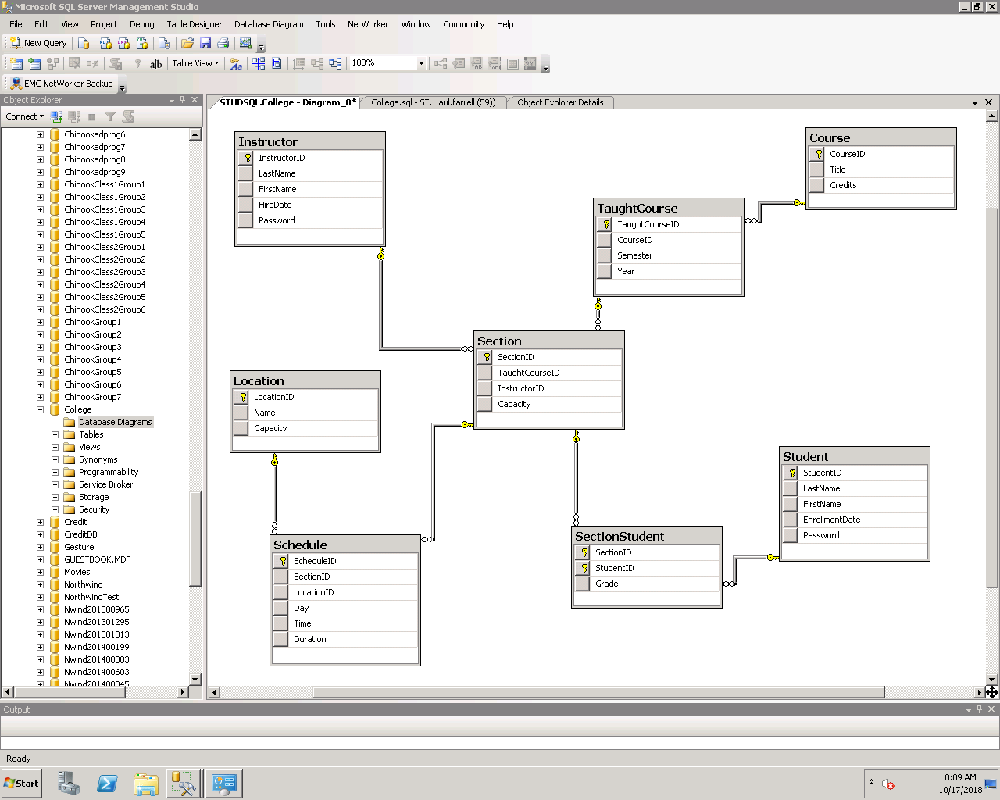 Microsoft SQL Server Management Studio
File Edit View Project Debug Table Designer Database Diagram Tools NetWorker Window Community Help
New Query
ab Table View 100%
EMC NetWorker Backup
Object Explorer
Connect
Chinookadprog6
Chinookadprog7
Chinookadprog8
Chinookadprog9
ChinookClass1Group1
ChinookClass1Group2
ChinookClass1Group3
ChinookClass1Group4
ChinookClass1Group5
ChinookClass2Group1
ChinookClass2Group2
ChinookClass2Group3
ChinookClass2Group4
ChinookClass2Group5
ChinookClass2Group6
ChinookGroup1
ChinookGroup2
ChinookGroup3
ChinookGroup4
ChinookGroup5
ChinookGroup6
ChinookGroup7
College
Database Diagrams
Tables
Views
Synonyms
Programmability
Service Broker
Storage
Security
Credit
CreditDB
Gesture
GUESTBOOK.MDF
Movies
Northwind
NorthwindTest
Nwind201300965
Nwind201301295
Nwind201301313
Nwind201400199
Nwind201400303
Nwind201400603
Nwind201400845
STUDSQL.College - Diagram_0* College.sql - ST...aul.farrell (59)) Object Explorer Details
Instructor
InstructorID
LastName
FirstName
HireDate
Password
Course
CourseID
Title
Credits
TaughtCourse
TaughtCourseID
CourseID
Semester
Year
Section
SectionID
TaughtCourseID
InstructorID
Capacity
Location
LocationID
Name
Capacity
Student
StudentID
LastName
FirstName
EnrollmentDate
Password
Schedule
ScheduleID
SectionID
LocationID
Day
Time
Duration
SectionStudent
SectionID
StudentID
Grade
Output
Ready
Start
8:09 AM
10/17/2018